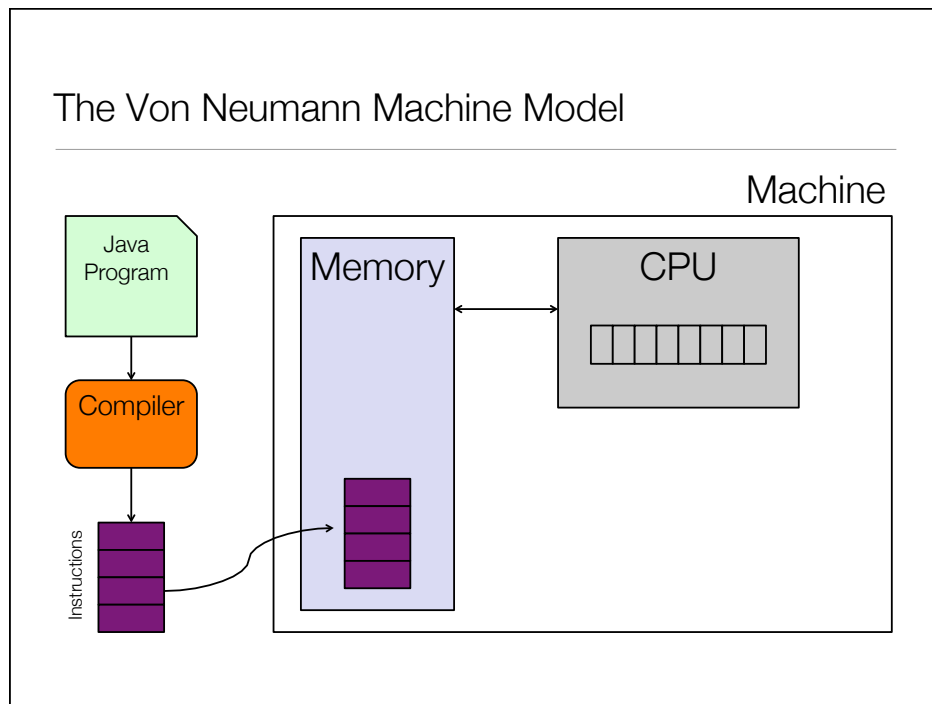 The Von Neumann Machine Model
Machine
Java
Program
Memory
CPU
Compiler
Instructions